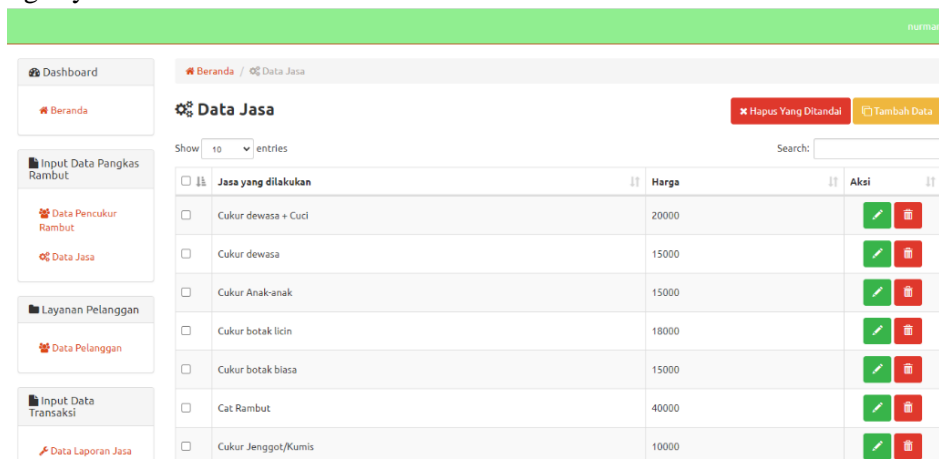 nurman
Dashboard
Beranda
Input Data Pangkas
Rambut
Data Pencukur
Rambut
Data Jasa
Layanan Pelanggan
Data Pelanggan
Input Data
Transaksi
Data Laporan Jasa
Beranda / Data Jasa
Data Jasa
Hapus Yang Ditandai
Tambah Data
Show 10 entries
Search:
Jasa yang dilakukan Harga Aksi
Cukur dewasa + Cuci 20000
Cukur dewasa 15000
Cukur Anak-anak 15000
Cukur botak licin 18000
Cukur botak biasa 15000
Cat Rambut 40000
Cukur Jenggot/Kumis 10000